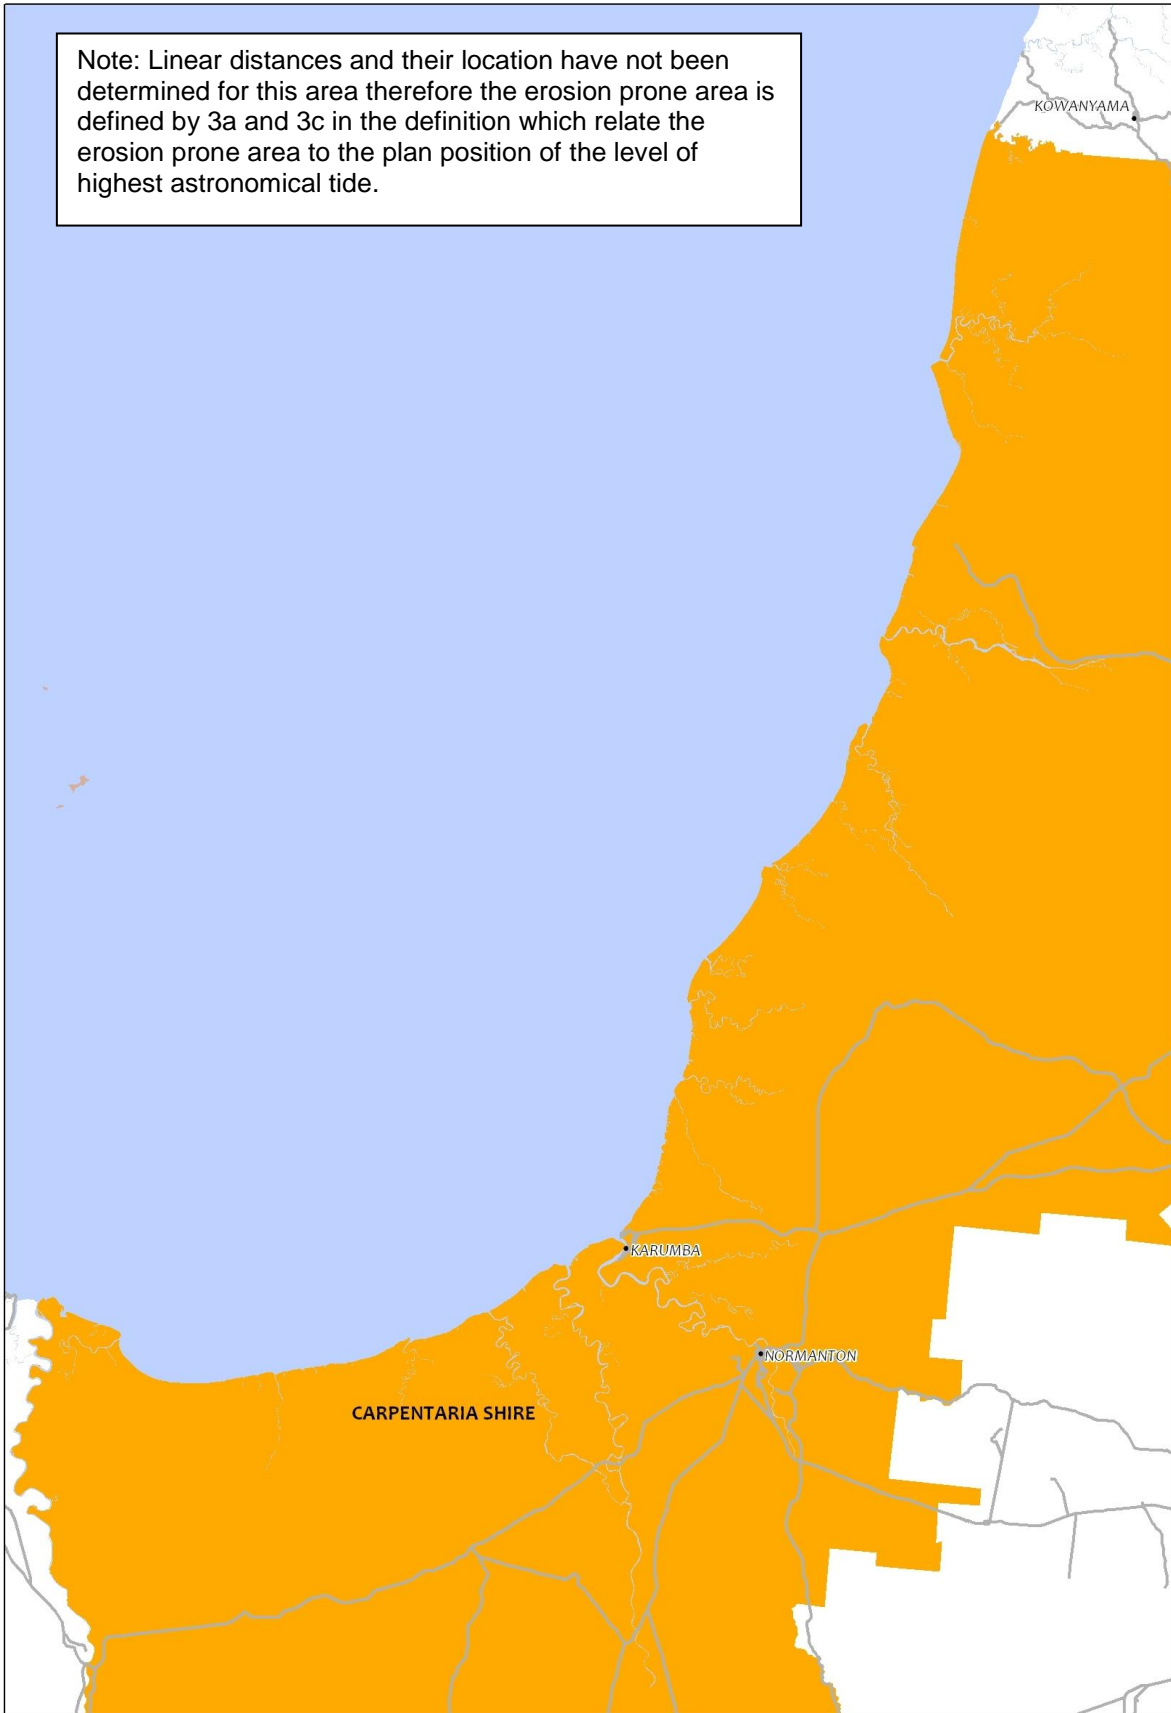 Note: Linear distances and their location have not been
determined for this area therefore the erosion prone area is
defined by 3a and 3c in the definition which relate the
erosion prone area to the plan position of the level of
highest astronomical tide.
KOWANYAMA
KARUMBA
NORMANTON
CARPENTARIA SHIRE